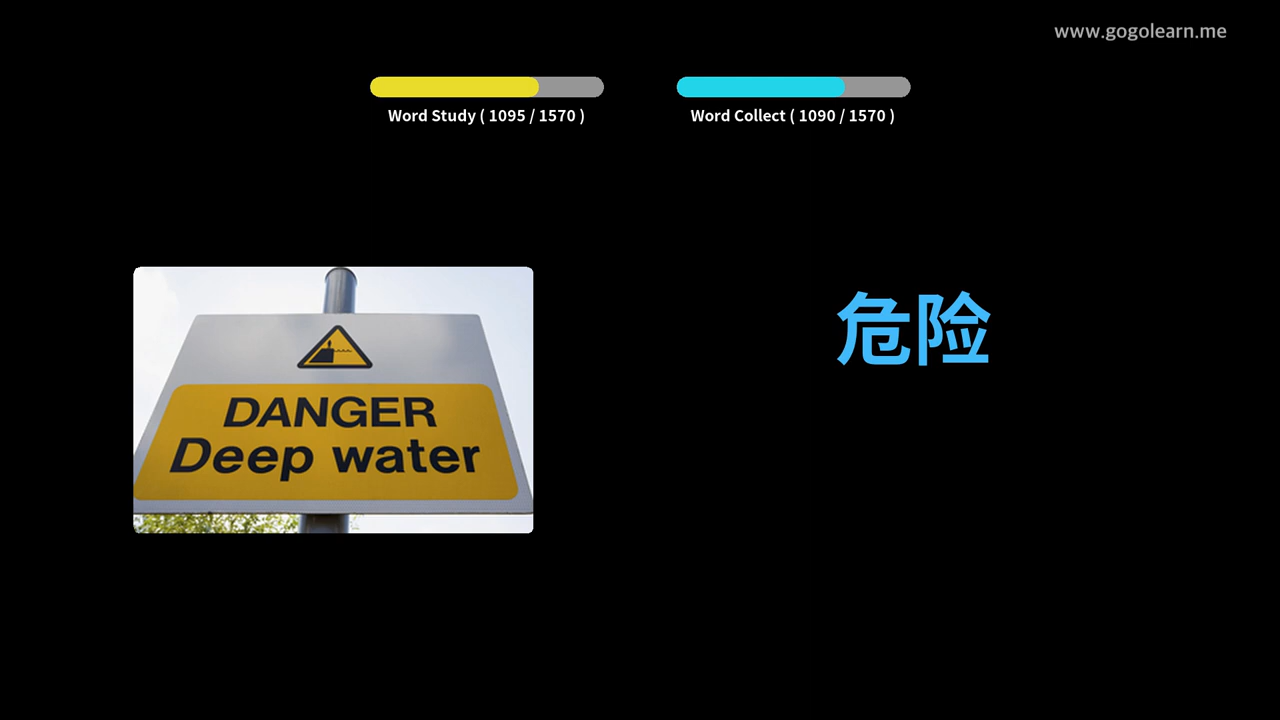 www.gogolearn.me
Word Study ( 1095 / 1570 )
Word Collect ( 1090 / 1570 )
DANGER
Deep water
危险